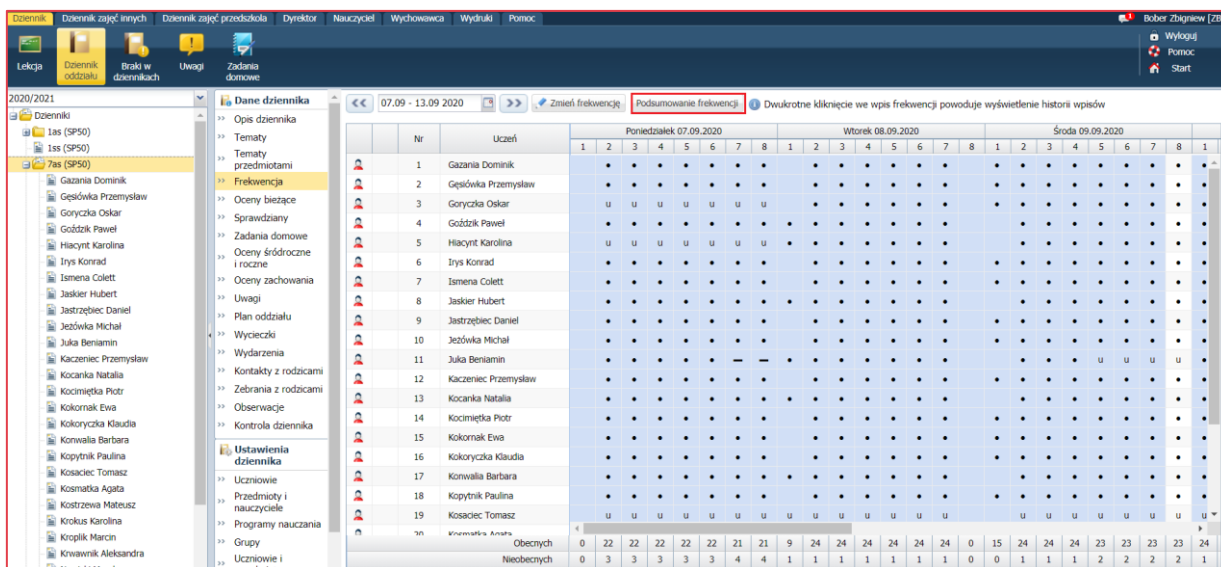 Dziennik Dziennik zajęć innych Dziennik zajęć przedszkola Dyrektor Nauczyciel Wychowawca Wydruki Pomoc 1 Bober Zbigniew [ZB
Lekcja
Dziennik oddziału
Braki w dziennikach
Uwagi
Zadania domowe
Wyloguj
Pomoc
Start
2020/2021
Dzienniki
1as (SP50)
1ss (SP50)
7as (SP50)
Gazania Dominik
Gęsiówka Przemysław
Goryczka Oskar
Goździk Paweł
Hiacynt Karolina
Irys Konrad
Ismena Colett
Jaskier Hubert
Jastrzębiec Daniel
Jeżówka Michał
Juka Beniamin
Kaczeniec Przemysław
Kocanka Natalia
Kocimiętka Piotr
Kokornak Ewa
Kokoryczka Klaudia
Konwalia Barbara
Kopytnik Paulina
Kosaciec Tomasz
Kosmatka Agata
Kostrzewa Mateusz
Krokus Karolina
Kroplik Marcin
Krwawnik Aleksandra
Dane dziennika
Opis dziennika
Tematy
Tematy
przedmiotami
Frekwencja
Oceny bieżące
Sprawdziany
Zadania domowe
Oceny śródroczne
i roczne
Oceny zachowania
Uwagi
Plan oddziału
Wycieczki
Wydarzenia
Kontakty z rodzicami
Zebrania z rodzicami
Obserwacje
Kontrola dziennika
Ustawienia
dziennika
Uczniowie
Przedmioty i
nauczyciele
Programy nauczania
Grupy
Uczniowie i
<< 07.09 - 13.09 2020 >> Zmień frekwencję Podsumowanie frekwencji Dwukrotne kliknięcie we wpis frekwencji powoduje wyświetlenie historii wpisów
Nr Uczeń Poniedziałek 07.09.2020 Wtorek 08.09.2020 Środa 09.09.2020
1 2 3 4 5 6 7 8 1 2 3 4 5 6 7 8 1 2 3 4 5 6 7 8 1
1 Gazania Dominik
2 Gęsiówka Przemysław
3 Goryczka Oskar u u u u u u u
4 Goździk Paweł
5 Hiacynt Karolina u u u u u u u
6 Irys Konrad
7 Ismena Colett
8 Jaskier Hubert
9 Jastrzębiec Daniel
10 Jeżówka Michał
11 Juka Beniamin — — u u u u
12 Kaczeniec Przemysław
13 Kocanka Natalia
14 Kocimiętka Piotr
15 Kokornak Ewa
16 Kokoryczka Klaudia
17 Konwalia Barbara
18 Kopytnik Paulina
19 Kosaciec Tomasz u u u u u u u u u u u u u u u u u u u u u u
20 Kosmatka Agata
Obecnych 0 22 22 22 22 22 21 21 9 24 24 24 24 24 24 0 15 24 24 24 23 23 23 23 24
Nieobecnych 0 3 3 3 3 3 4 4 1 1 1 1 1 1 1 0 0 1 1 1 2 2 2 2 1